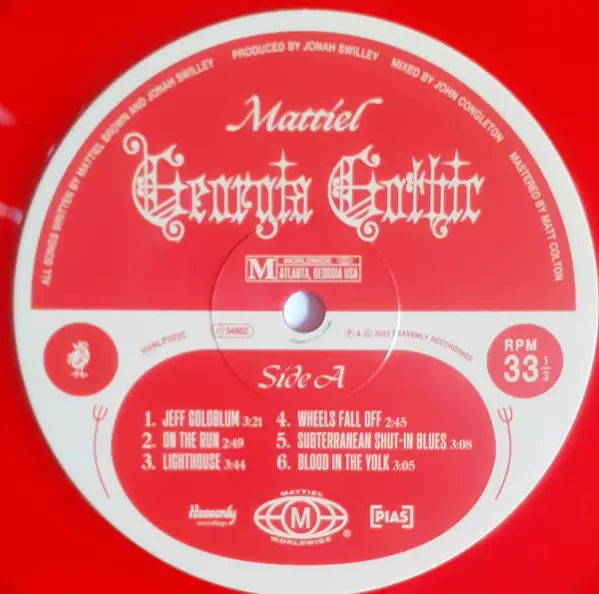 ALL SONGS WRITTEN BY MATTIEL BROWN AND JONAH SWILLEY
PRODUCED BY JONAH SWILLEY
MIXED BY JOHN CONGLETON
MASTERED BY MATT COLTON
Mattiel
Georgia Gothic
M
WORLDWIDE
ATLANTA, GEORGIA USA
HVNLP202C
54862
℗ & © 2022 HEAVENLY RECORDINGS
RPM
33 1/3
Side A
1. JEFF GOLDBLUM 3:21
2. ON THE RUN 2:49
3. LIGHTHOUSE 3:44
4. WHEELS FALL OFF 2:45
5. SUBTERRANEAN SHUT-IN BLUES 3:08
6. BLOOD IN THE YOLK 3:05
Heavenly
recordings
MATTIEL
M
WORLDWIDE
®
[PIAS]